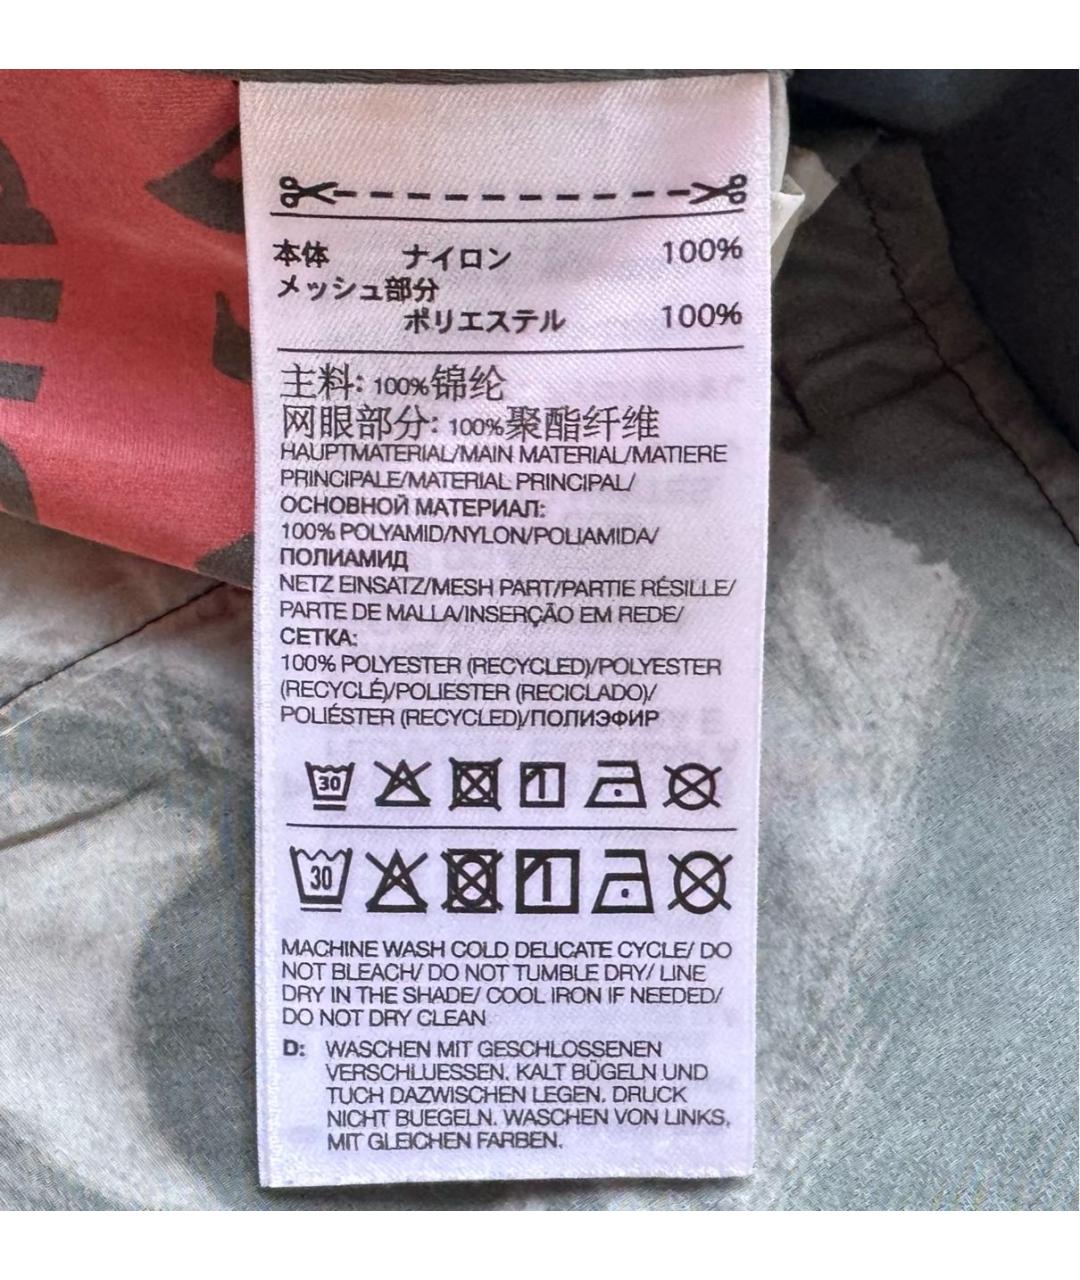 本体 ナイロン 100%
メッシュ部分
ポリエステル 100%
主料: 100%锦纶
网眼部分: 100%聚酯纤维
HAUPTMATERIAL/MAIN MATERIAL/MATIERE
PRINCIPALE/MATERIAL PRINCIPAL/
ОСНОВНОЙ МАТЕРИАЛ:
100% POLYAMID/NYLON/POLIAMIDA/
ПОЛИАМИД
NETZ EINSATZ/MESH PART/PARTIE RÉSILLE/
PARTE DE MALLA/INSERÇÃO EM REDE/
СЕТКА:
100% POLYESTER (RECYCLED)/POLYESTER
(RECYCLÉ)/POLIESTER (RECICLADO)/
POLIÉSTER (RECYCLED)/ПОЛИЭФИР
30
30
MACHINE WASH COLD DELICATE CYCLE/ DO
NOT BLEACH/ DO NOT TUMBLE DRY/ LINE
DRY IN THE SHADE/ COOL IRON IF NEEDED/
DO NOT DRY CLEAN
D: WASCHEN MIT GESCHLOSSENEN
VERSCHLUESSEN. KALT BÜGELN UND
TUCH DAZWISCHEN LEGEN. DRUCK
NICHT BUEGELN. WASCHEN VON LINKS,
MIT GLEICHEN FARBEN.